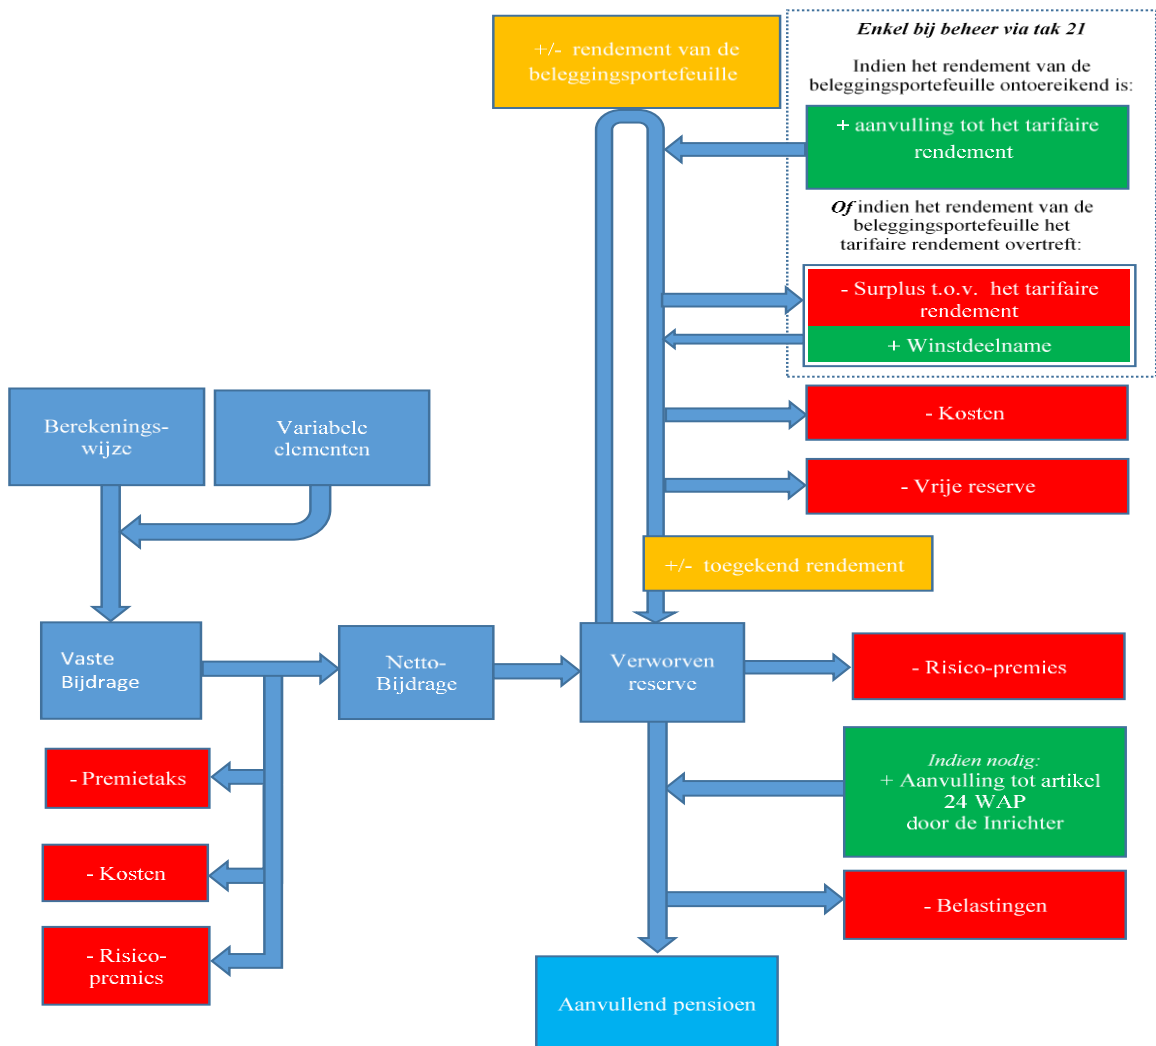 +/- rendement van de
beleggingsportefeuille
Enkel bij beheer via tak 21
Indien het rendement van de
beleggingsportefeuille ontoereikend is:
+ aanvulling tot het tarifaire
rendement
Of indien het rendement van de
beleggingsportefeuille het
tarifaire rendement overtreft:
- Surplus t.o.v. het tarifaire
rendement
+ Winstdeelname
- Kosten
- Vrije reserve
Berekenings-
wijze
Variabele
elementen
+/- toegekend rendement
Vaste
Bijdrage
Netto-
Bijdrage
Verworven
reserve
- Risico-premies
- Premietaks
- Kosten
- Risico-
premies
Indien nodig:
+ Aanvulling tot artikel
24 WAP
door de Inrichter
- Belastingen
Aanvullend pensioen